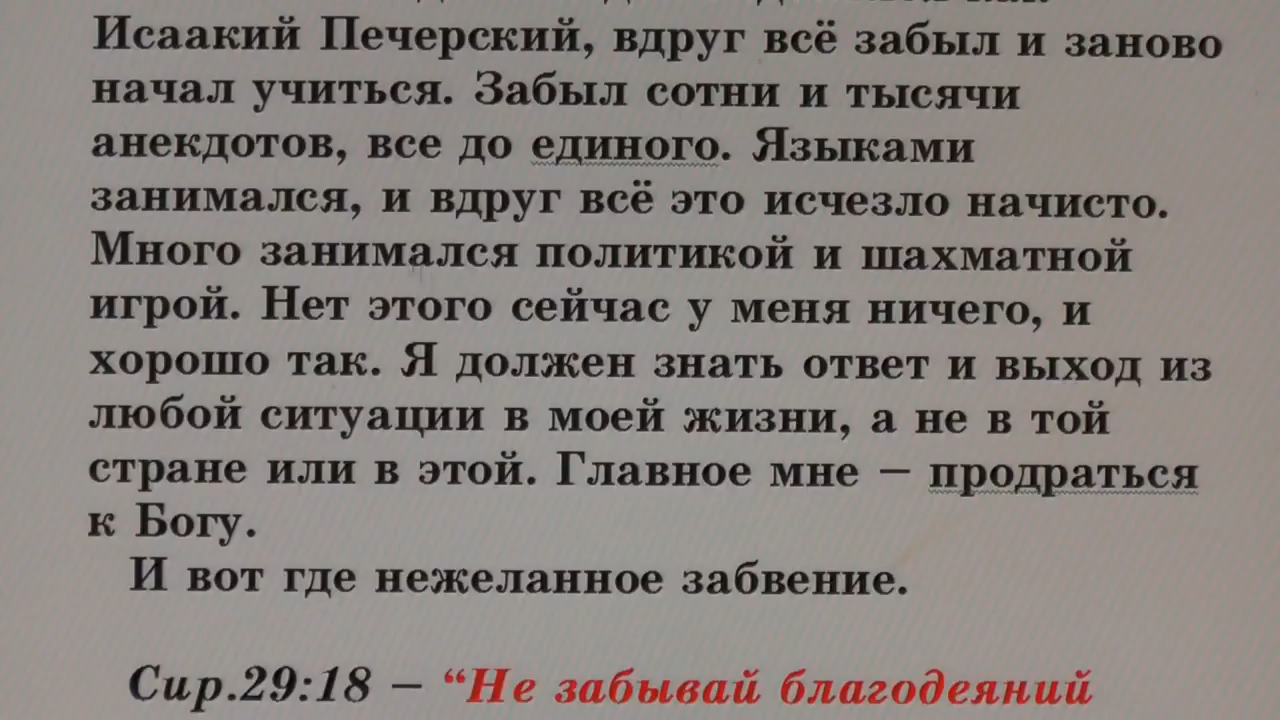 Исаакий Печерский, вдруг всё забыл и заново
начал учиться. Забыл сотни и тысячи
анекдотов, все до единого. Языками
занимался, и вдруг всё это исчезло начисто.
Много занимался политикой и шахматной
игрой. Нет этого сейчас у меня ничего, и
хорошо так. Я должен знать ответ и выход из
любой ситуации в моей жизни, а не в той
стране или в этой. Главное мне – продраться
к Богу.
И вот где нежеланное забвение.
Сир.29:18 – “Не забывай благодеяний